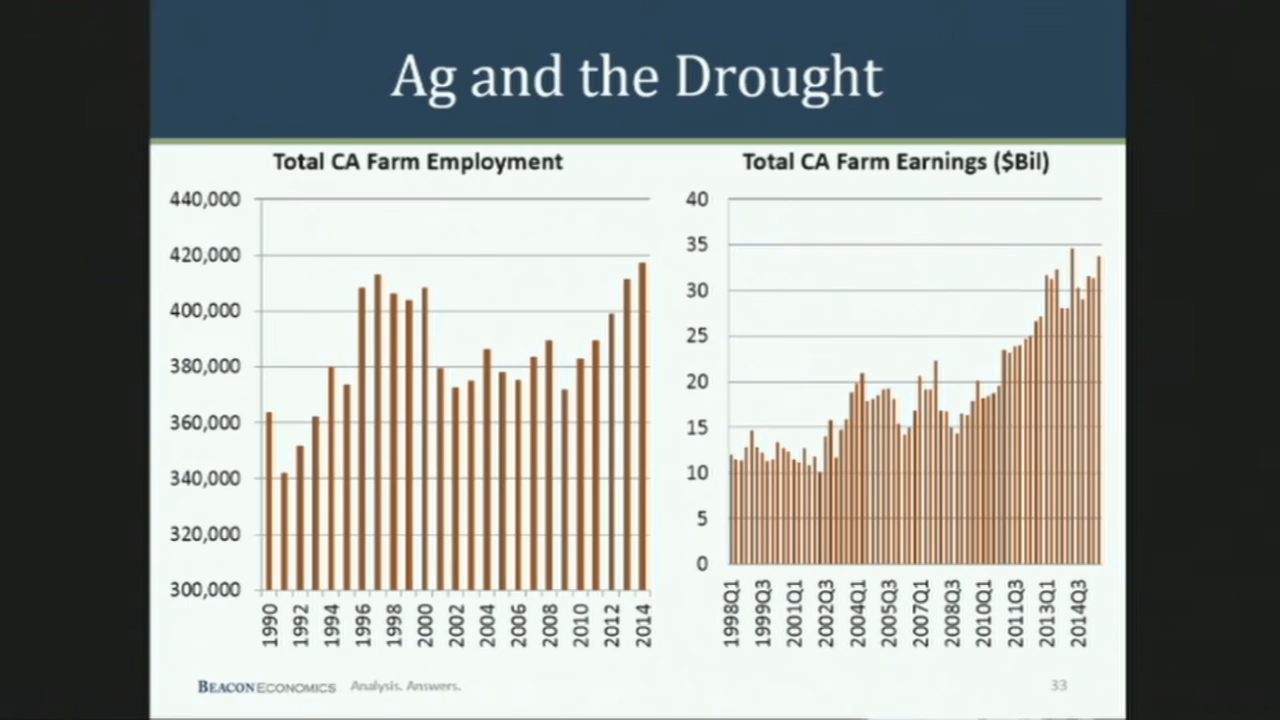 Ag and the Drought
Total CA Farm Employment
440,000
420,000
400,000
380,000
360,000
340,000
320,000
300,000
1990
1992
1994
1996
1998
2000
2002
2004
2006
2008
2010
2012
2014
Total CA Farm Earnings ($Bil)
40
35
30
25
20
15
10
5
0
1998Q1
1999Q3
2001Q1
2002Q3
2004Q1
2005Q3
2007Q1
2008Q3
2010Q1
2011Q3
2013Q1
2014Q3
BEACONECONOMICS Analysis. Answers.
33